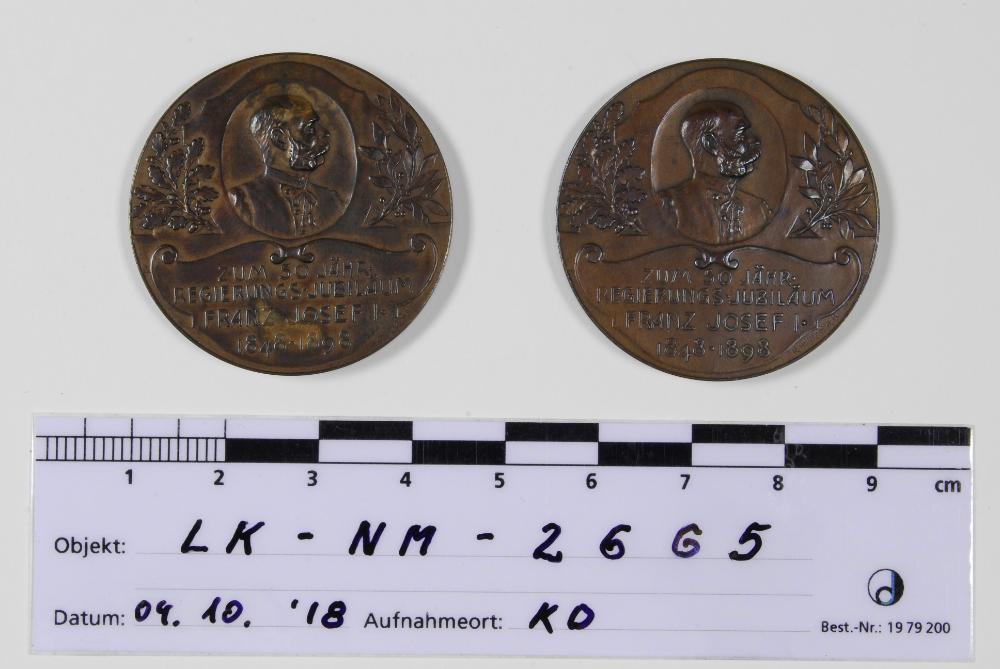 ZUM 50 JÄHR:
REGIERUNGS-JUBILÄUM
FRANZ JOSEF I.
1848·1898
ZUM 50 JÄHR:
REGIERUNGS-JUBILÄUM
FRANZ JOSEF I.
1848·1898
1 2 3 4 5 6 7 8 9 cm
Objekt: LK-NM-2665
Datum: 04. 10. '18 Aufnahmeort: KD
Best.-Nr.: 19 79 200